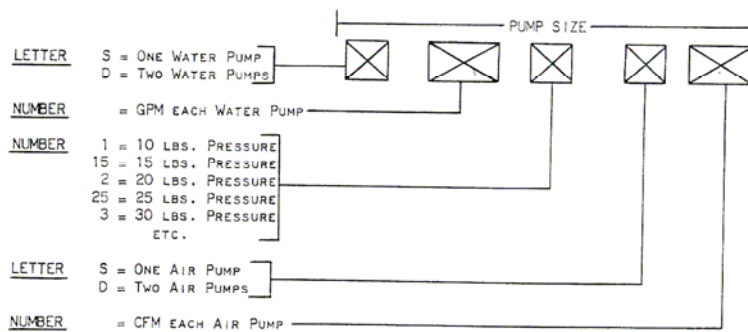 PUMP SIZE
LETTER S = ONE WATER PUMP
D = TWO WATER PUMPS
NUMBER = GPM EACH WATER PUMP
NUMBER 1 = 10 LBS. PRESSURE
15 = 15 LBS. PRESSURE
2 = 20 LBS. PRESSURE
25 = 25 LBS. PRESSURE
3 = 30 LBS. PRESSURE
ETC.
LETTER S = ONE AIR PUMP
D = TWO AIR PUMPS
NUMBER = CFM EACH AIR PUMP